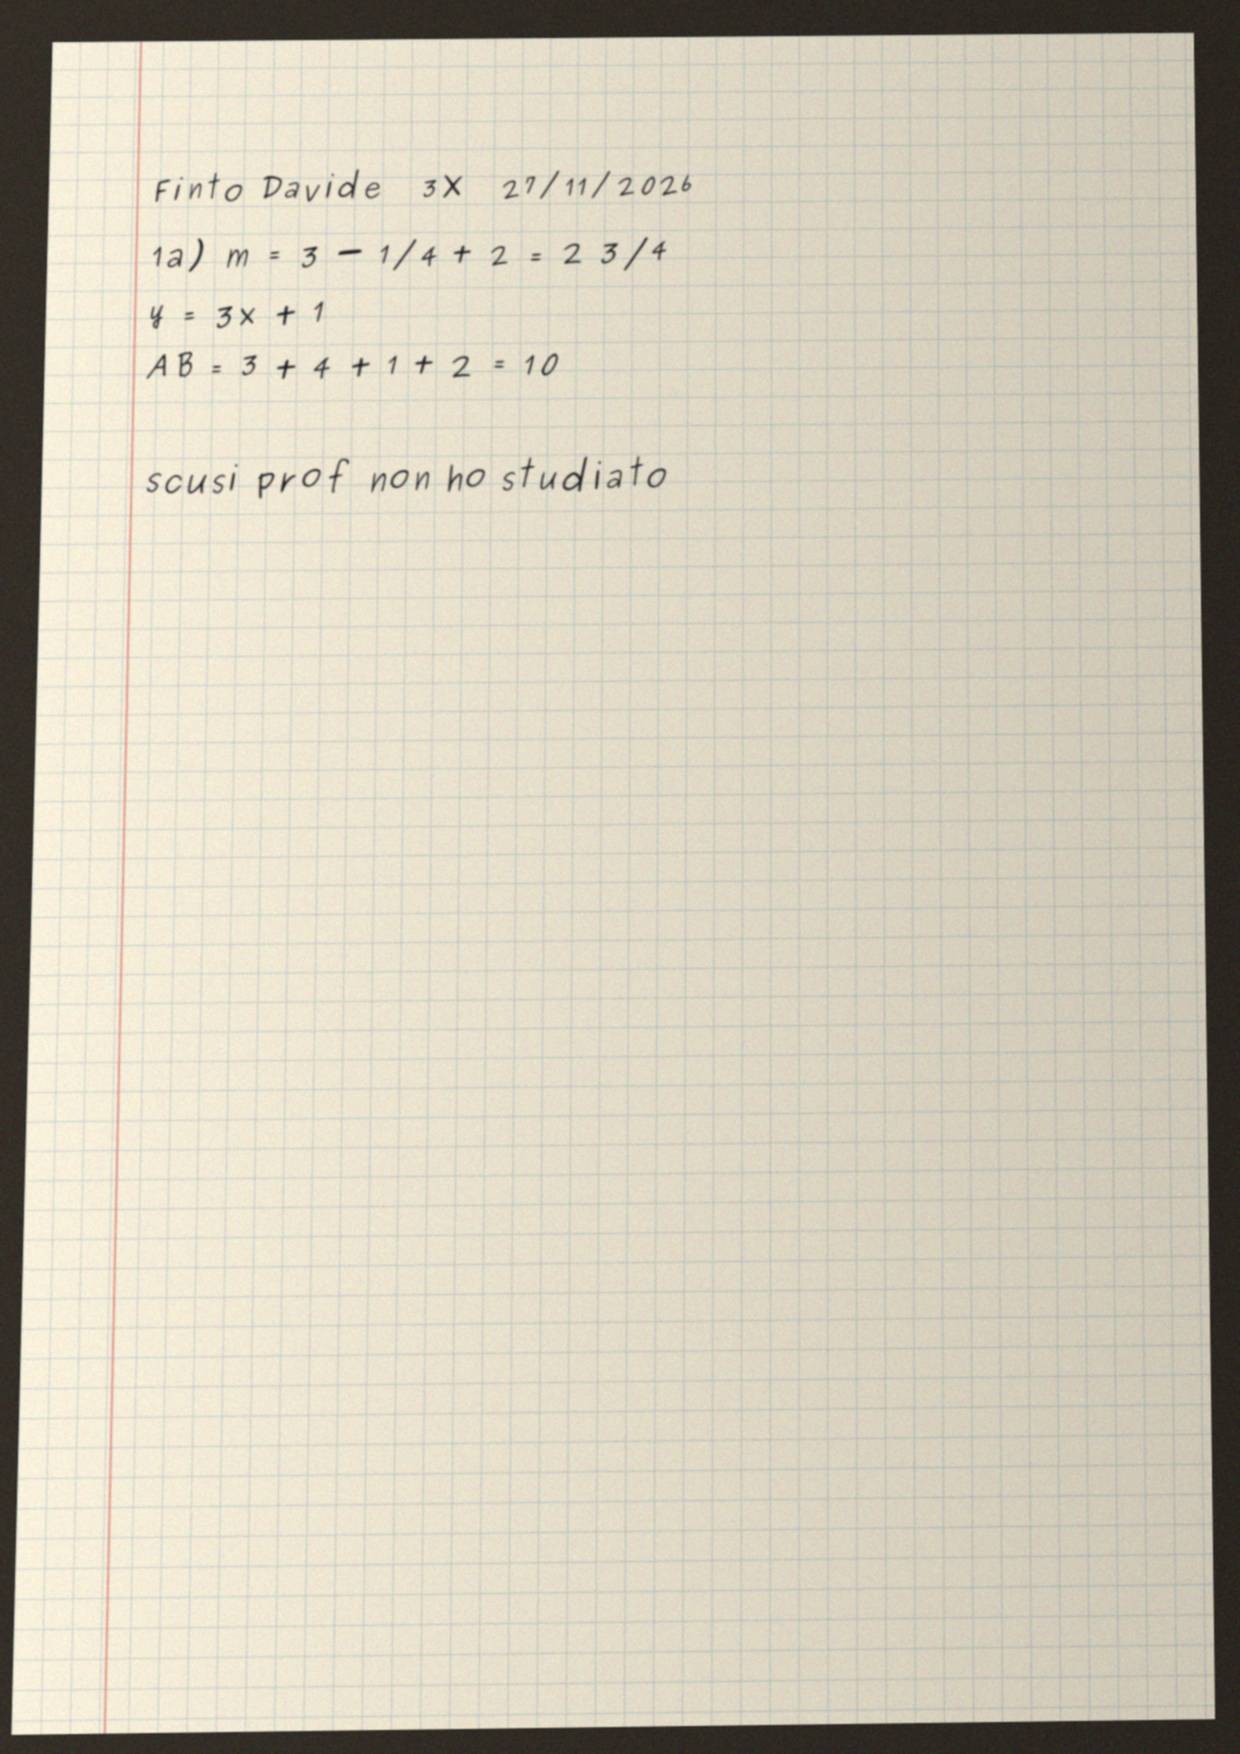 Finto Davide 3X 27/11/2026
1a) m = 3 - 1/4 + 2 = 2 3/4
y = 3x + 1
AB = 3 + 4 + 1 + 2 = 10
scusi prof non ho studiato